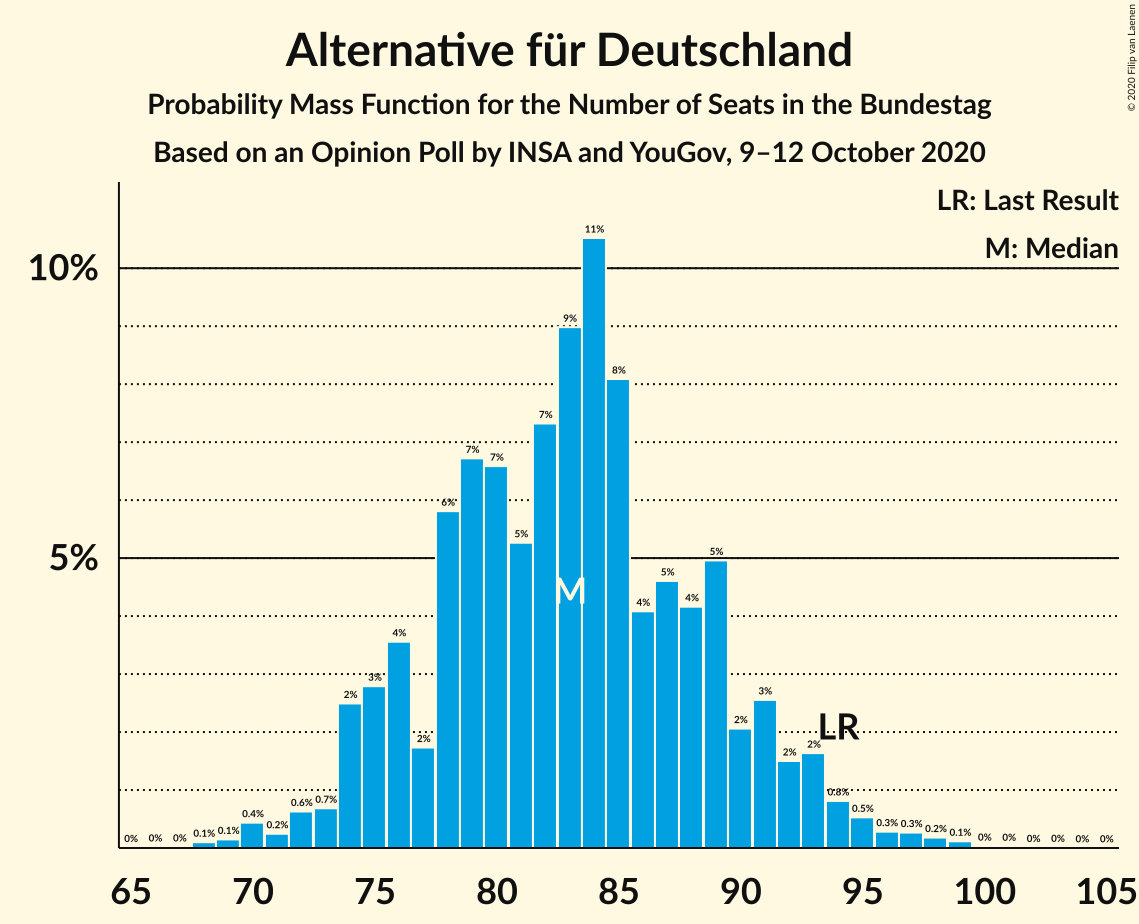 Alternative für Deutschland
Probability Mass Function for the Number of Seats in the Bundestag
Based on an Opinion Poll by INSA and YouGov, 9–12 October 2020
© 2020 Filip van Laenen
LR: Last Result
M: Median
10%
5%
0% 0% 0% 0.1% 0.1% 0.4% 0.2% 0.6% 0.7% 2% 3% 4% 2% 6% 7% 7% 5% 7% 9% 11% 8% 4% 5% 4% 5% 2% 3% 2% 2% 0.8% 0.5% 0.3% 0.3% 0.2% 0.1% 0% 0% 0% 0% 0% 0%
M
LR
65 70 75 80 85 90 95 100 105